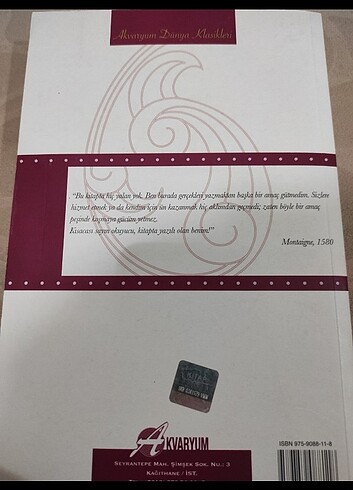 Akvaryum Dünya Klasikleri
"Bu kitapta hiç yalan yok. Ben burada gerçekleri yazmaktan başka bir amaç gütmedim. Sizlere
hizmet etmek ya da kendim için ün kazanmak hiç aklımdan geçmedi; zaten böyle bir amaç
peşinde koşmaya gücüm yetmez.
Kısacası sayın okuyucu, kitapta yazılı olan benim!"
Montaigne, 1580
AKVARYUM
SEYRANTEPE MAH. ŞİMŞEK SOK. NU.: 3
KAĞITHANE / İST.
ISBN 975-9088-11-8